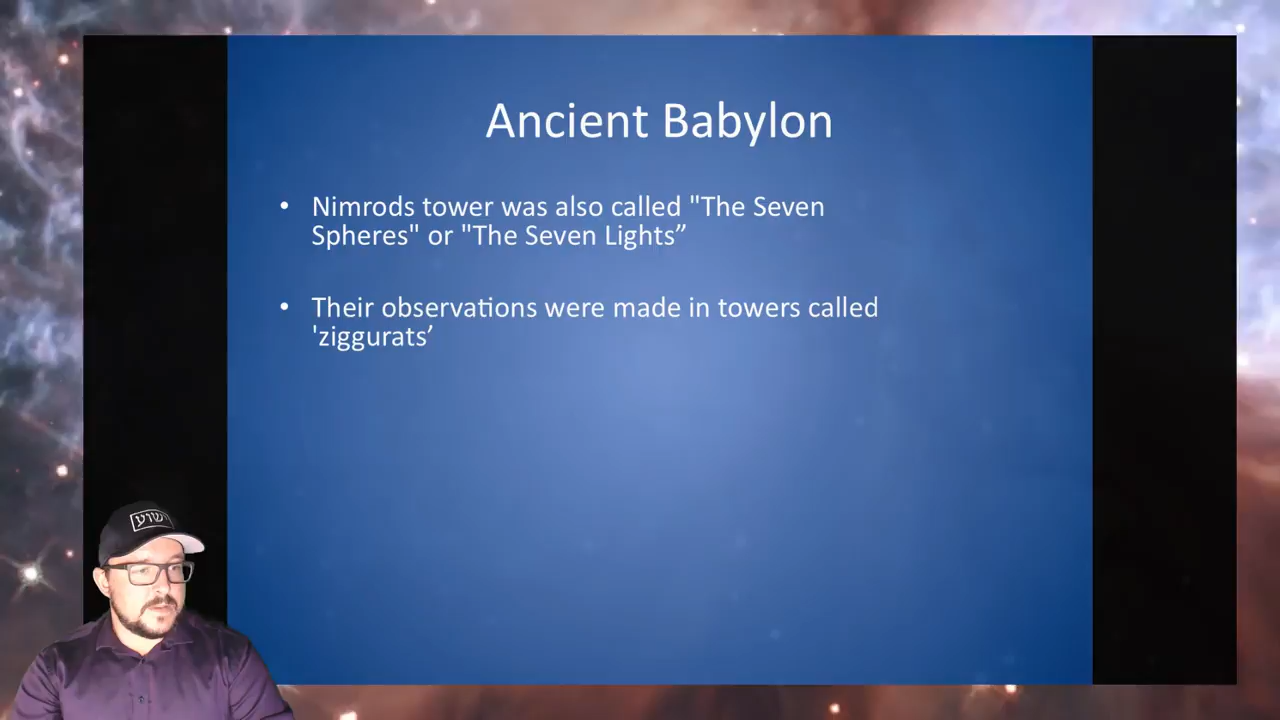 Ancient Babylon
• Nimrods tower was also called "The Seven
Spheres" or "The Seven Lights”
• Their observations were made in towers called
'ziggurats’
ישוע